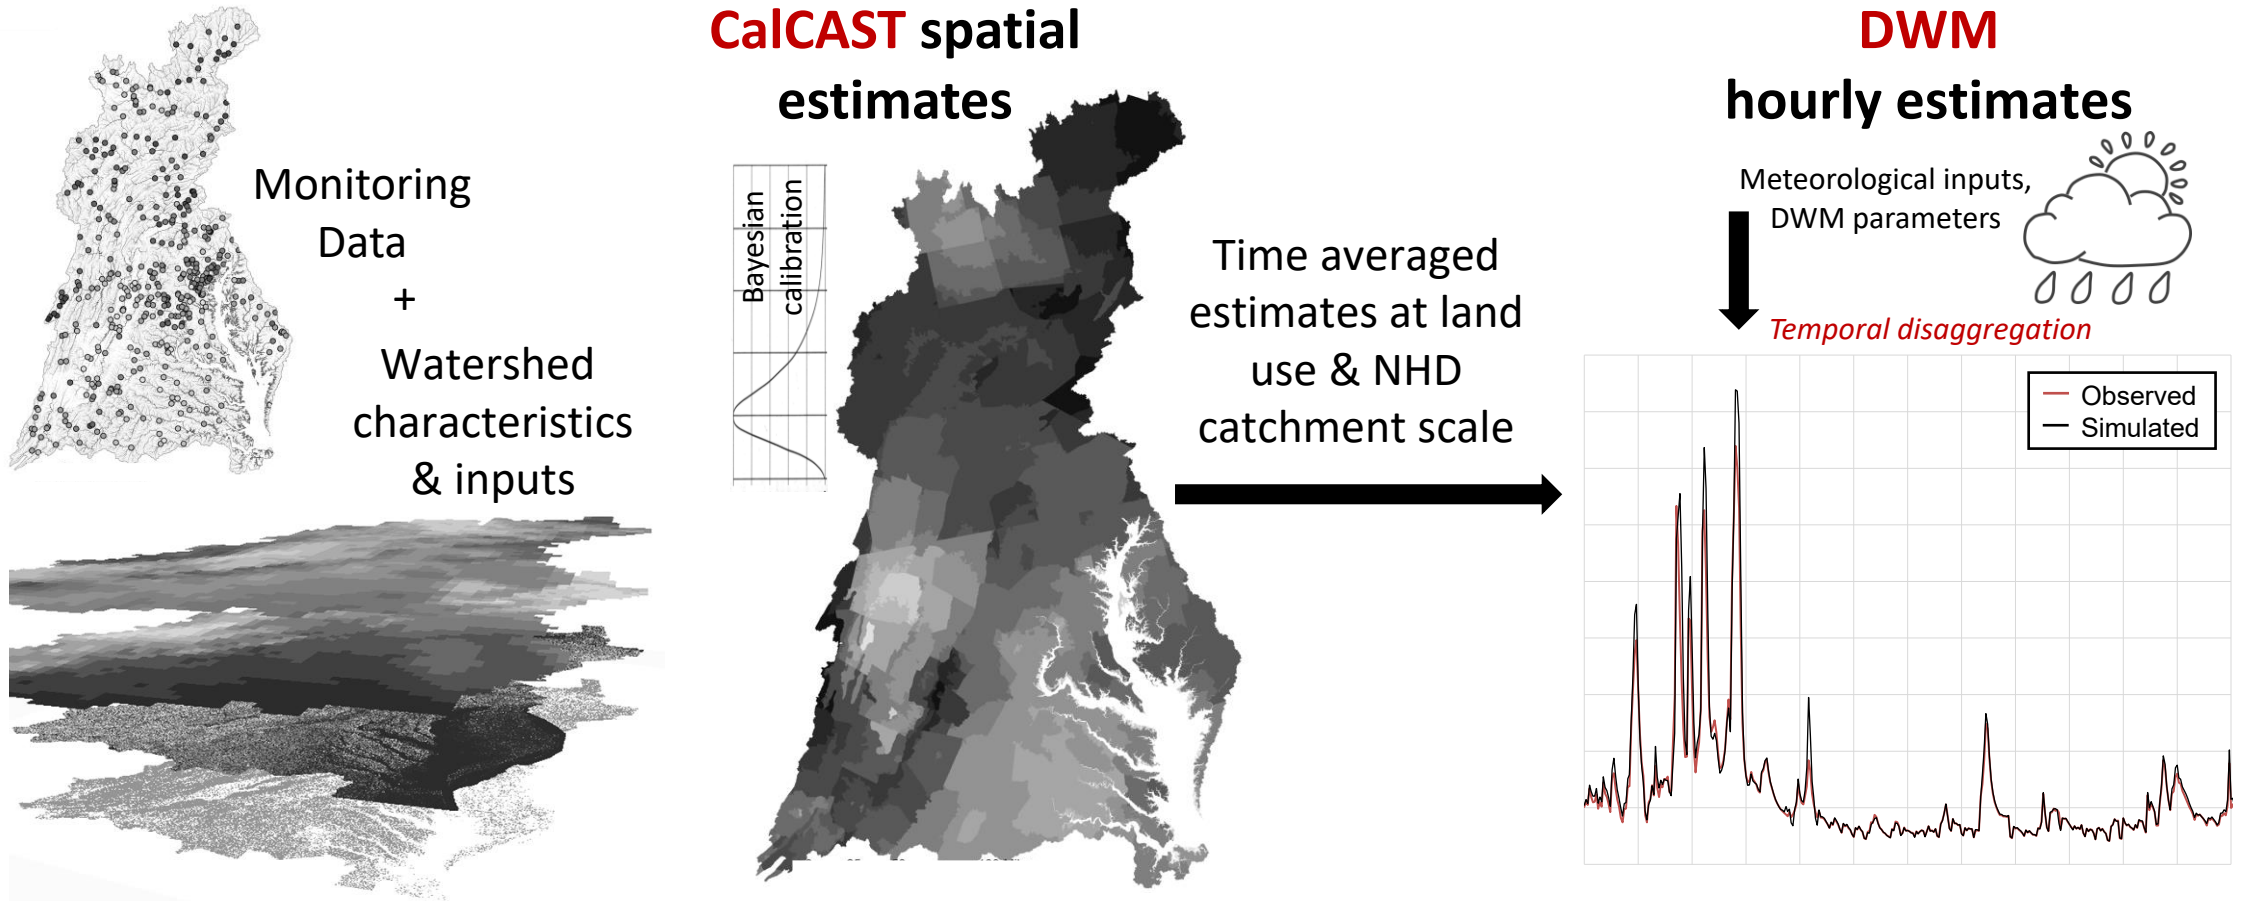 Monitoring
Data
+
Watershed
characteristics
& inputs
CalCAST spatial
estimates
Bayesian
calibration
Time averaged
estimates at land
use & NHD
catchment scale
DWM
hourly estimates
Meteorological inputs,
DWM parameters
Temporal disaggregation
Observed
Simulated